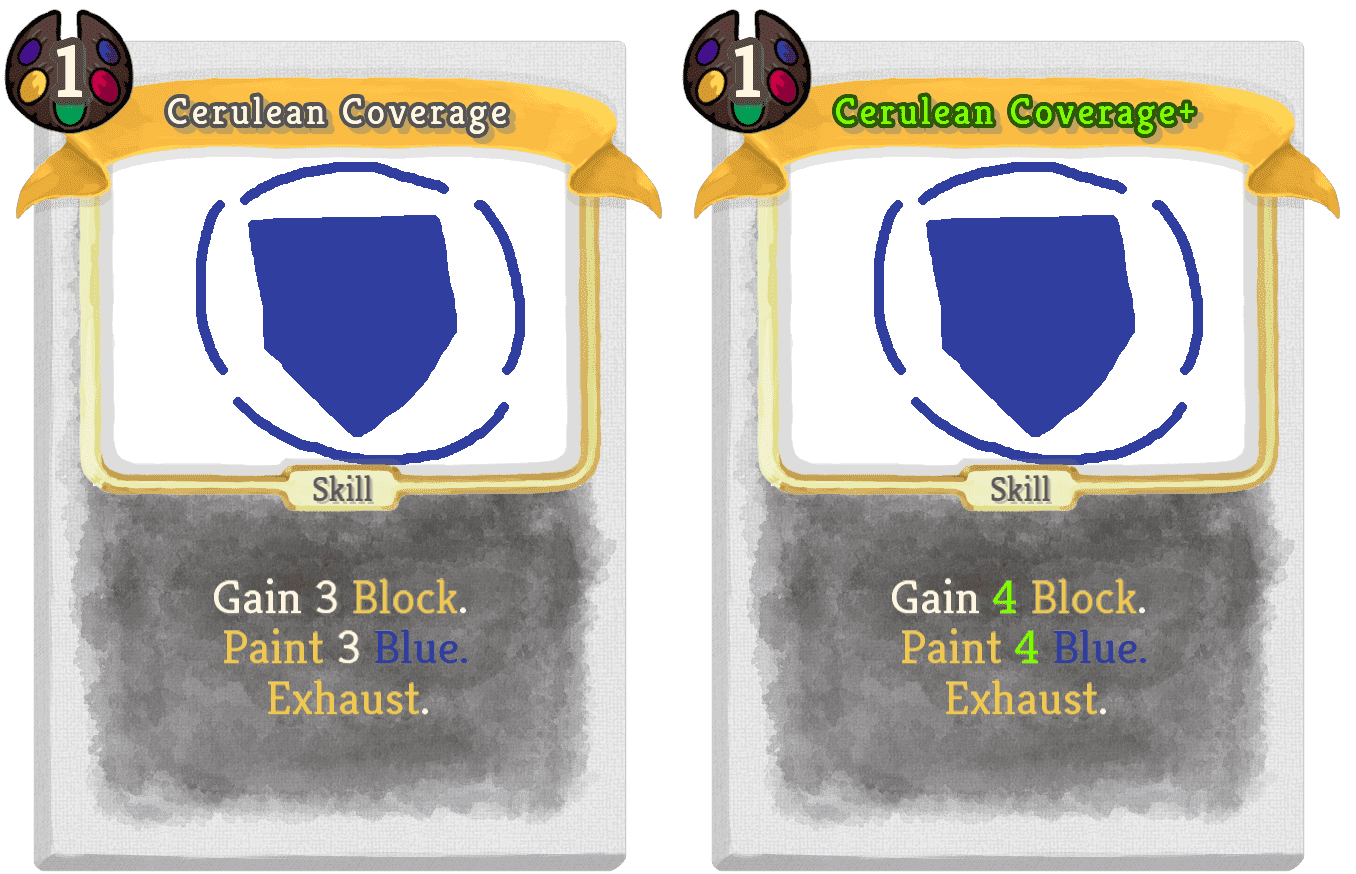 1
Cerulean Coverage
Skill
Gain 3 Block.
Paint 3 Blue.
Exhaust.
1
Cerulean Coverage+
Skill
Gain 4 Block.
Paint 4 Blue.
Exhaust.